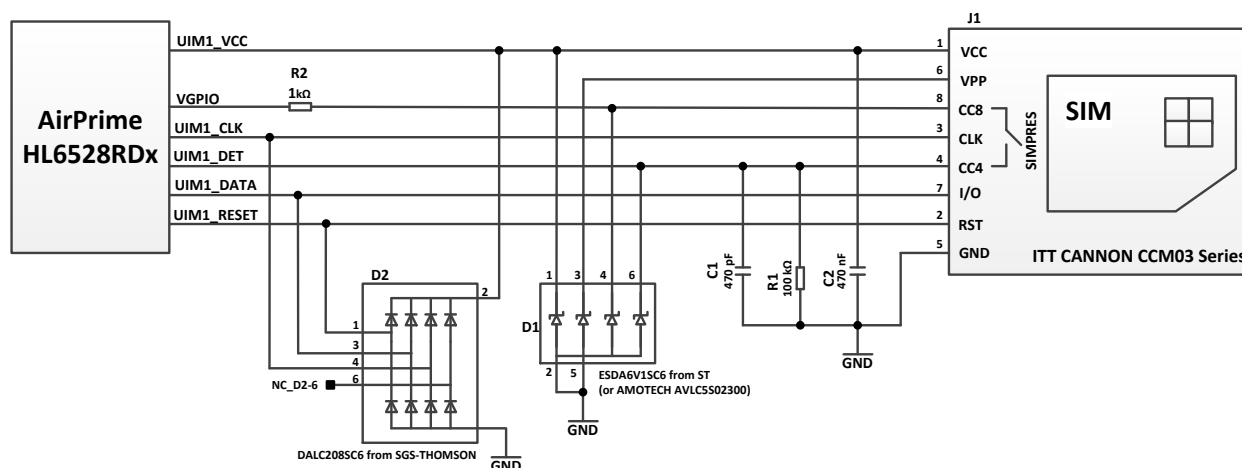 J1
UIM1_VCC
1
VCC
R2
1kΩ
6
VPP
VGPIO
8
CC8
AirPrime
HL6528RDx
UIM1_CLK
3
CLK
SIM
SIMPRES
UIM1_DET
4
CC4
UIM1_DATA
7
I/O
UIM1_RESET
2
RST
5
GND
ITT CANNON CCM03 Series
D2
2
1
3
4
6
NC_D2-6
DALC208SC6 from SGS-THOMSON
GND
1
3
4
6
D1
2
5
ESDA6V1SC6 from ST
(or AMOTECH AVLC5S02300)
GND
C1
470 pF
R1
100 kΩ
C2
470 nF
GND